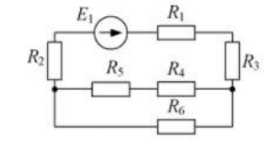 E₁ R₁
R₂ R₅ R₄ R₃
R₆